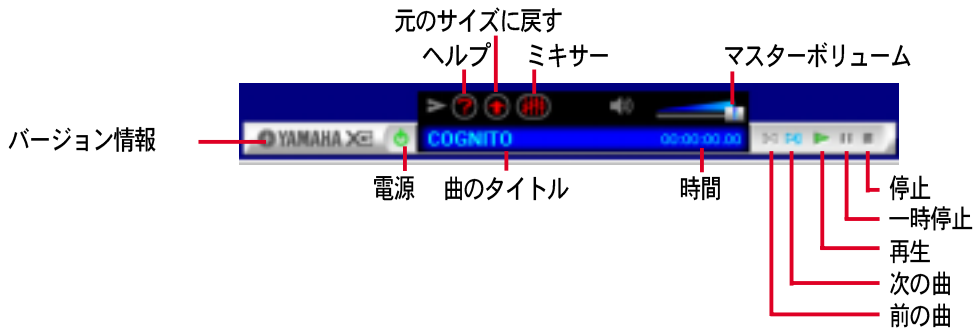 元のサイズに戻す
ヘルプ
ミキサー
マスターボリューム
バージョン情報
YAMAHA XG
COGNITO
00:00:00.00
電源
曲のタイトル
時間
停止
一時停止
再生
次の曲
前の曲